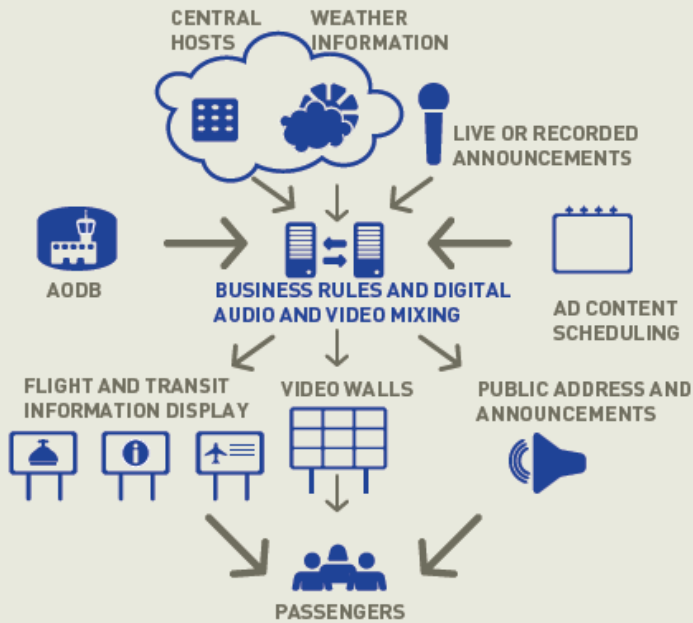 CENTRAL
HOSTS
WEATHER
INFORMATION
LIVE OR RECORDED
ANNOUNCEMENTS
AODB
BUSINESS RULES AND DIGITAL
AUDIO AND VIDEO MIXING
AD CONTENT
SCHEDULING
FLIGHT AND TRANSIT
INFORMATION DISPLAY
VIDEO WALLS
PUBLIC ADDRESS AND
ANNOUNCEMENTS
i
PASSENGERS